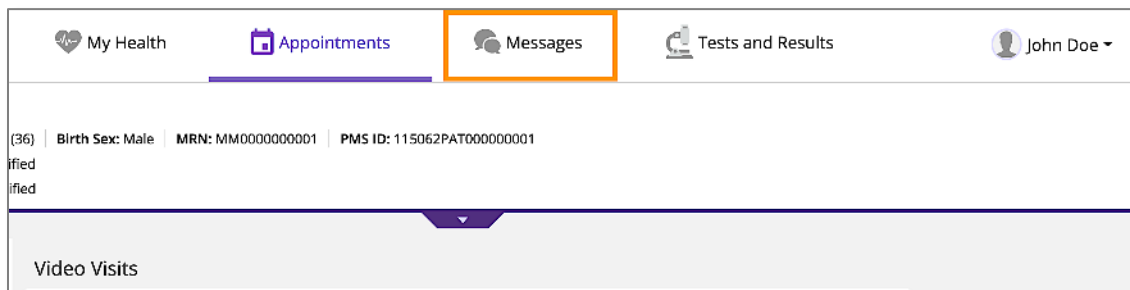 My Health Appointments Messages Tests and Results John Doe
(36) Birth Sex: Male MRN: MM0000000001 PMS ID: 115062PAT000000001
ified
ified
Video Visits